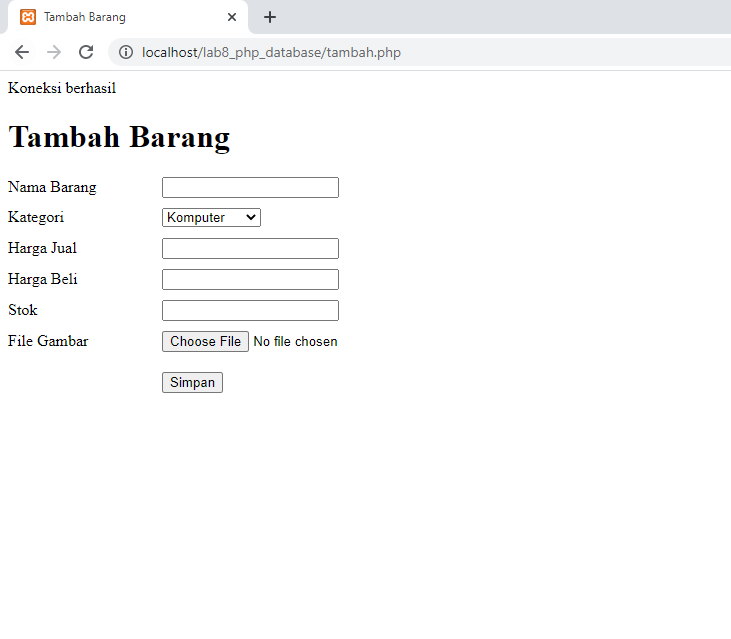 Tambah Barang
localhost/lab8_php_database/tambah.php
Koneksi berhasil
Tambah Barang
Nama Barang
Kategori Komputer
Harga Jual
Harga Beli
Stok
File Gambar Choose File No file chosen
Simpan